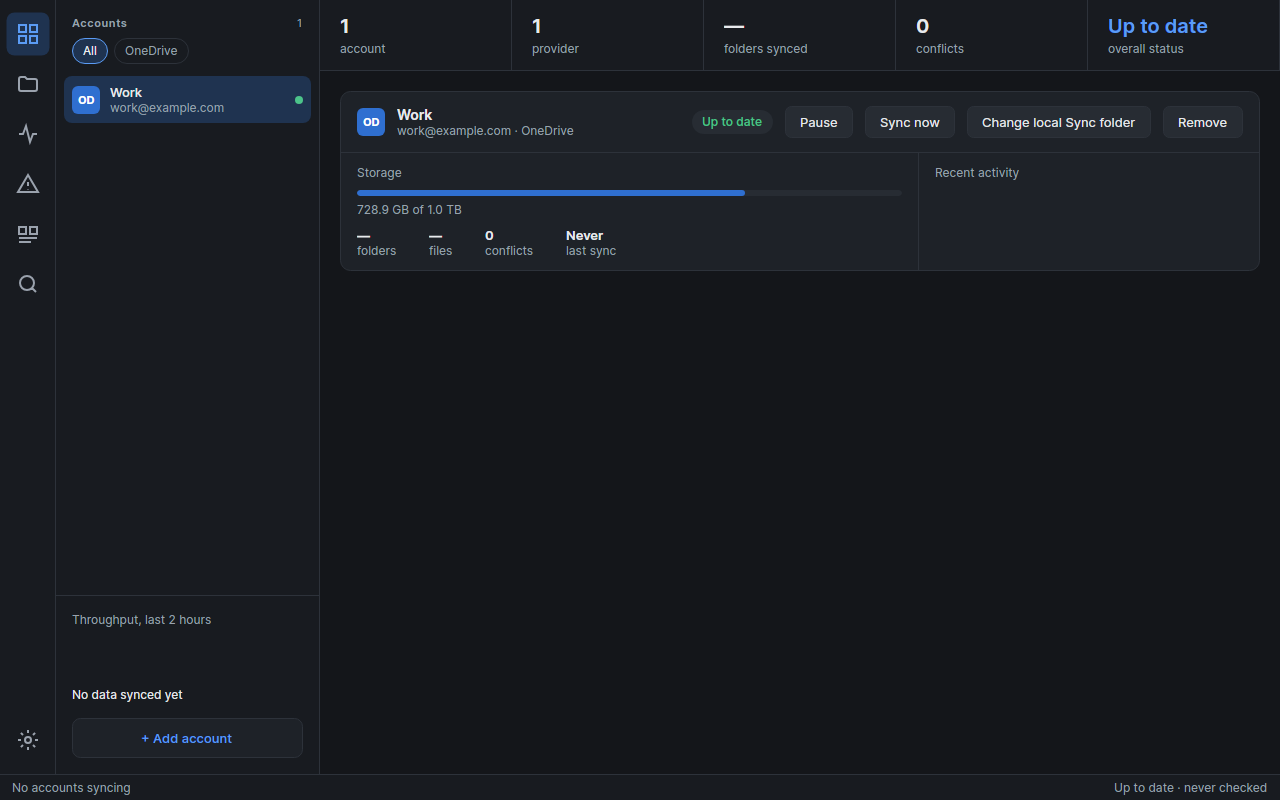 Accounts 1
All OneDrive
OD Work
work@example.com
Throughput, last 2 hours
No data synced yet
+ Add account
1
account
1
provider
—
folders synced
0
conflicts
Up to date
overall status
OD Work
work@example.com · OneDrive
Up to date Pause Sync now Change local Sync folder Remove
Storage
728.9 GB of 1.0 TB
— — 0 Never
folders files conflicts last sync
Recent activity
No accounts syncing
Up to date · never checked